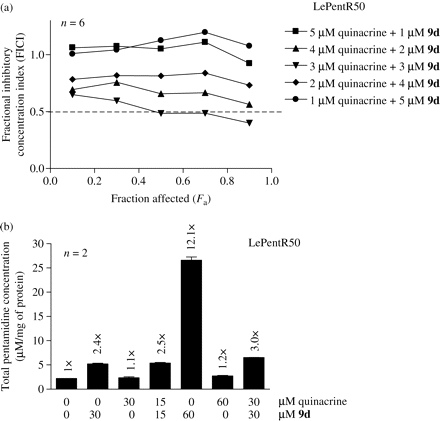 (a)
LePentR50
n = 6
5 µM quinacrine + 1 µM 9d
4 µM quinacrine + 2 µM 9d
3 µM quinacrine + 3 µM 9d
2 µM quinacrine + 4 µM 9d
1 µM quinacrine + 5 µM 9d
Fractional inhibitory
concentration index (FICI)
1.0
0.5
0.0
0.0 0.2 0.4 0.6 0.8 1.0
Fraction affected (Fa)
(b)
n = 2
LePentR50
Total pentamidine concentration
(µM/mg of protein)
30
25
20
15
10
5
0
1× 2.4× 1.1× 2.5× 12.1× 1.2× 3.0×
0 0 30 15 0 60 30 µM quinacrine
0 30 0 15 60 0 30 µM 9d